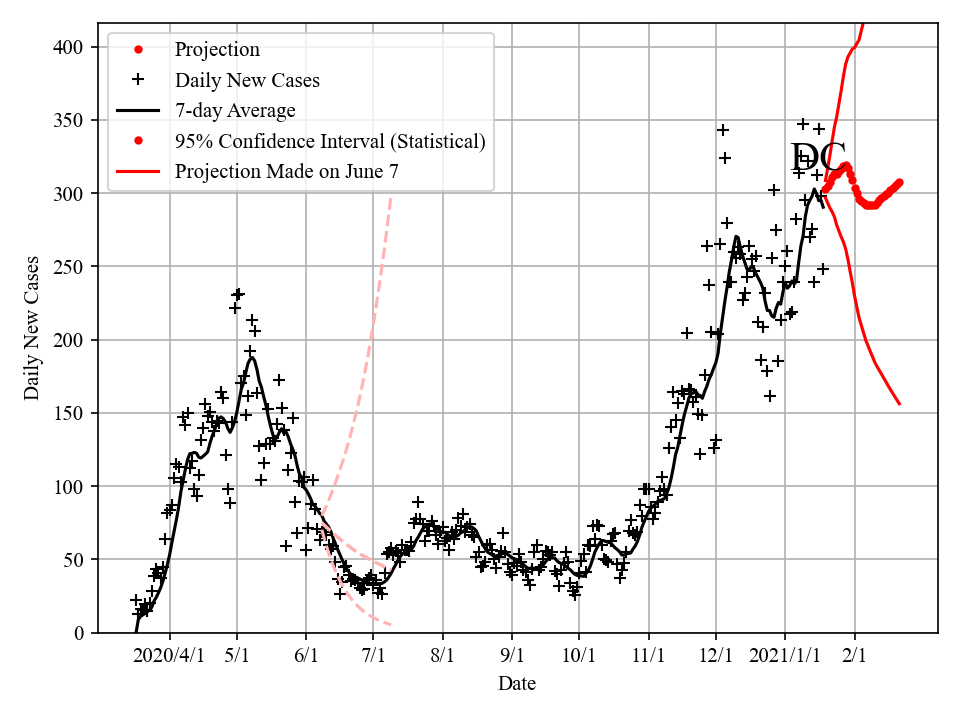 Projection
Daily New Cases
7-day Average
95% Confidence Interval (Statistical)
Projection Made on June 7
DC
400
350
300
250
200
150
100
50
0
Daily New Cases
2020/4/1 5/1 6/1 7/1 8/1 9/1 10/1 11/1 12/1 2021/1/1 2/1
Date